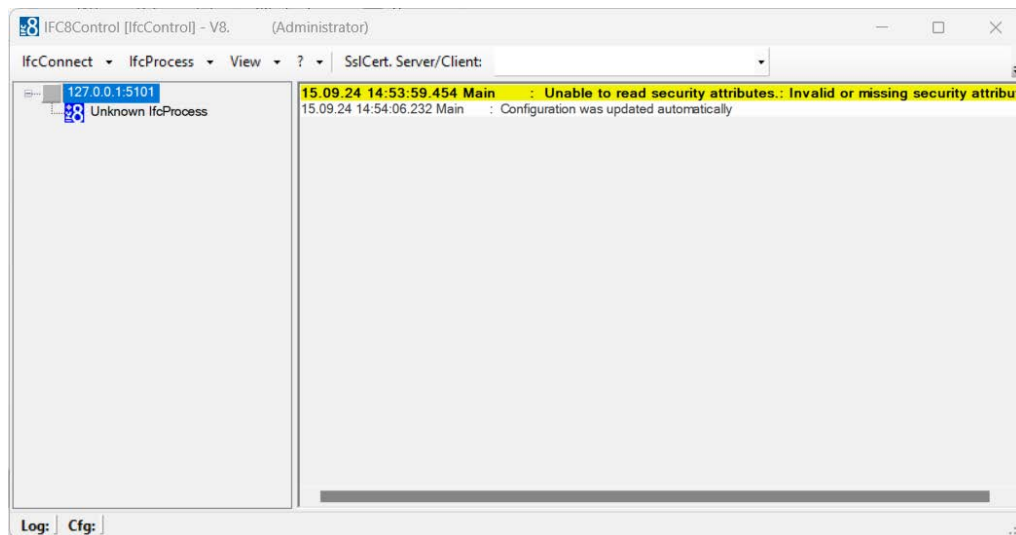 IFC8Control [IfcControl] - V8. (Administrator)
IfcConnect IfcProcess View ? SslCert. Server/Client:
127.0.0.1:5101
Unknown IfcProcess
15.09.24 14:53:59.454 Main : Unable to read security attributes.: Invalid or missing security attribu
15.09.24 14:54:06.232 Main : Configuration was updated automatically
Log: Cfg: